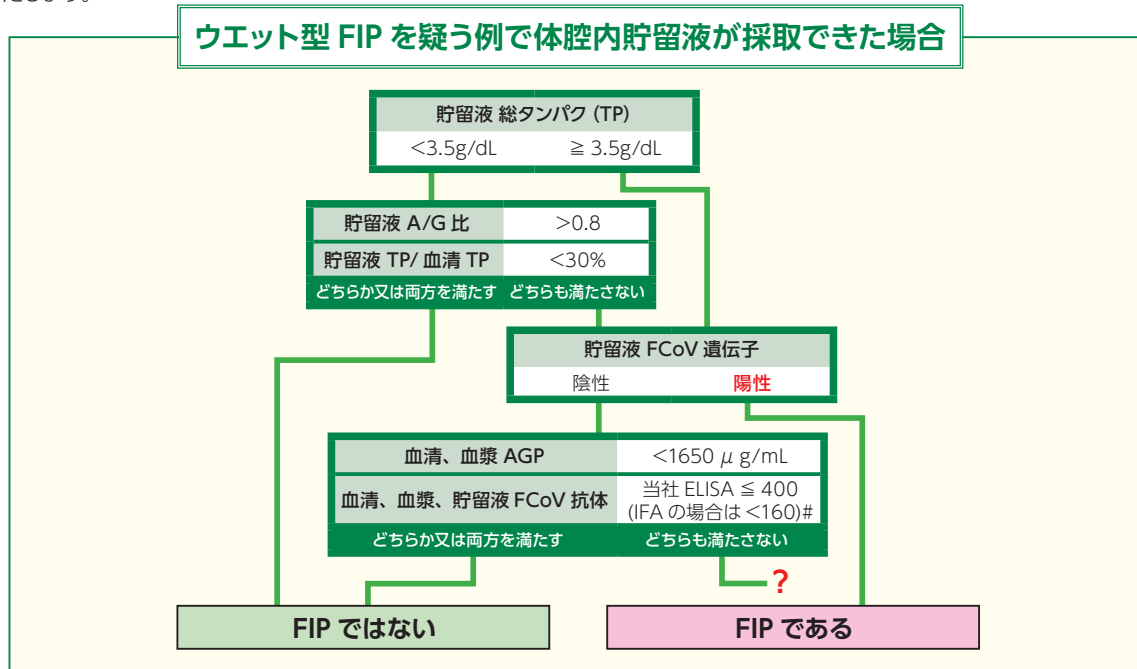 たしよす。
ウエット型 FIP を疑う例で体腔内貯留液が採取できた場合
貯留液 総タンパク (TP)
<3.5g/dL ≧ 3.5g/dL
貯留液 A/G 比 >0.8
貯留液 TP/ 血清 TP <30%
どちらか又は両方を満たす どちらも満たさない
貯留液 FCoV 遺伝子
陰性 陽性
血清、血漿 AGP <1650 μ g/mL
血清、血漿、貯留液 FCoV 抗体 当社 ELISA ≦ 400
(IFA の場合は <160)#
どちらか又は両方を満たす どちらも満たさない
?
FIP ではない FIP である